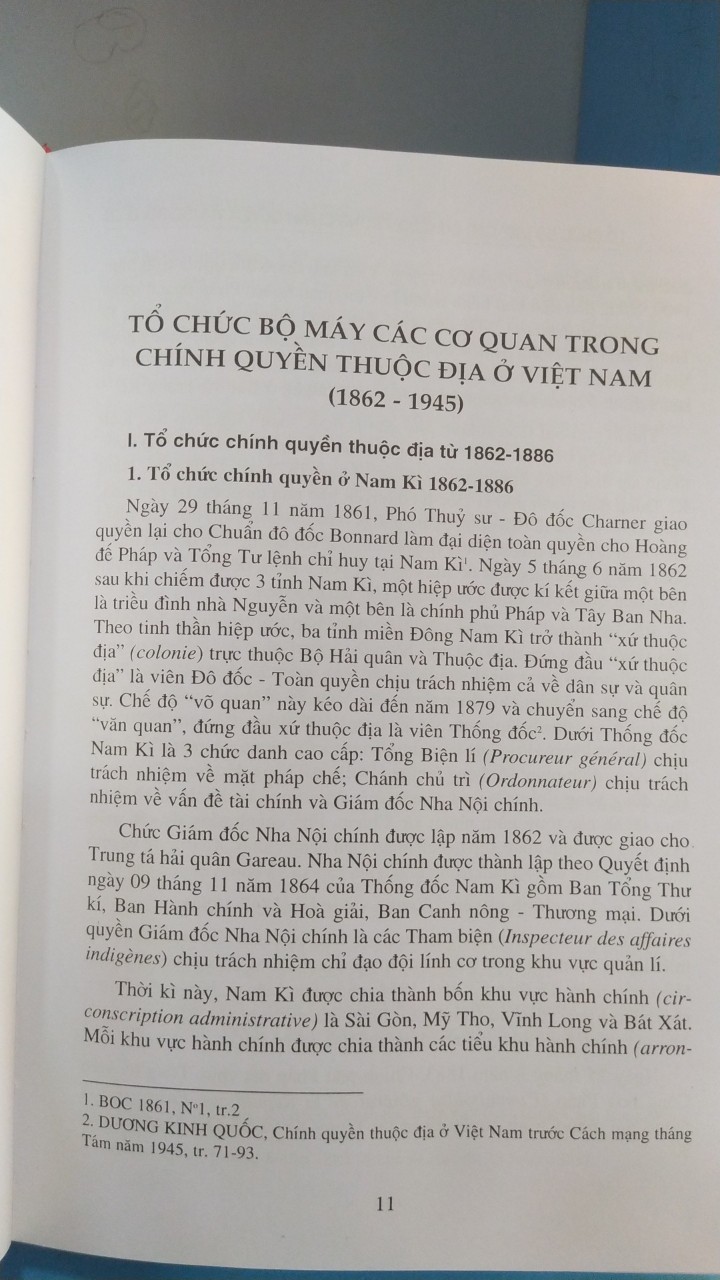 TỔ CHỨC BỘ MÁY CÁC CƠ QUAN TRONG
CHÍNH QUYỀN THUỘC ĐỊA Ở VIỆT NAM
(1862 - 1945)
I. Tổ chức chính quyền thuộc địa từ 1862-1886
1. Tổ chức chính quyền ở Nam Kì 1862-1886
Ngày 29 tháng 11 năm 1861, Phó Thuỷ sư - Đô đốc Charner giao
quyền lại cho Chuẩn đô đốc Bonnard làm đại diện toàn quyền cho Hoàng
đế Pháp và Tổng Tư lệnh chỉ huy tại Nam Kì¹. Ngày 5 tháng 6 năm 1862
sau khi chiếm được 3 tỉnh Nam Kì, một hiệp ước được kí kết giữa một bên
là triều đình nhà Nguyễn và một bên là chính phủ Pháp và Tây Ban Nha.
Theo tinh thần hiệp ước, ba tỉnh miền Đông Nam Kì trở thành “xứ thuộc
địa” (colonie) trực thuộc Bộ Hải quân và Thuộc địa. Đứng đầu “xứ thuộc
địa” là viên Đô đốc - Toàn quyền chịu trách nhiệm cả về dân sự và quân
sự. Chế độ “võ quan” này kéo dài đến năm 1879 và chuyển sang chế độ
“văn quan”, đứng đầu xứ thuộc địa là viên Thống đốc². Dưới Thống đốc
Nam Kì là 3 chức danh cao cấp: Tổng Biện lí (Procureur général) chịu
trách nhiệm về mặt pháp chế; Chánh chủ trì (Ordonnateur) chịu trách
nhiệm về vấn đề tài chính và Giám đốc Nha Nội chính.
Chức Giám đốc Nha Nội chính được lập năm 1862 và được giao cho
Trung tá hải quân Gareau. Nha Nội chính được thành lập theo Quyết định
ngày 09 tháng 11 năm 1864 của Thống đốc Nam Kì gồm Ban Tổng Thư
kí, Ban Hành chính và Hoà giải, Ban Canh nông - Thương mại. Dưới
quyền Giám đốc Nha Nội chính là các Tham biện (Inspecteur des affaires
indigènes) chịu trách nhiệm chỉ đạo đội lính cơ trong khu vực quản lí.
Thời kì này, Nam Kì được chia thành bốn khu vực hành chính (cir-
conscription administrative) là Sài Gòn, Mỹ Tho, Vĩnh Long và Bát Xát.
Mỗi khu vực hành chính được chia thành các tiểu khu hành chính (arron-
1. BOC 1861, Nº1, tr.2
2. DƯƠNG KINH QUỐC, Chính quyền thuộc địa ở Việt Nam trước Cách mạng tháng
Tám năm 1945, tr. 71-93.
11